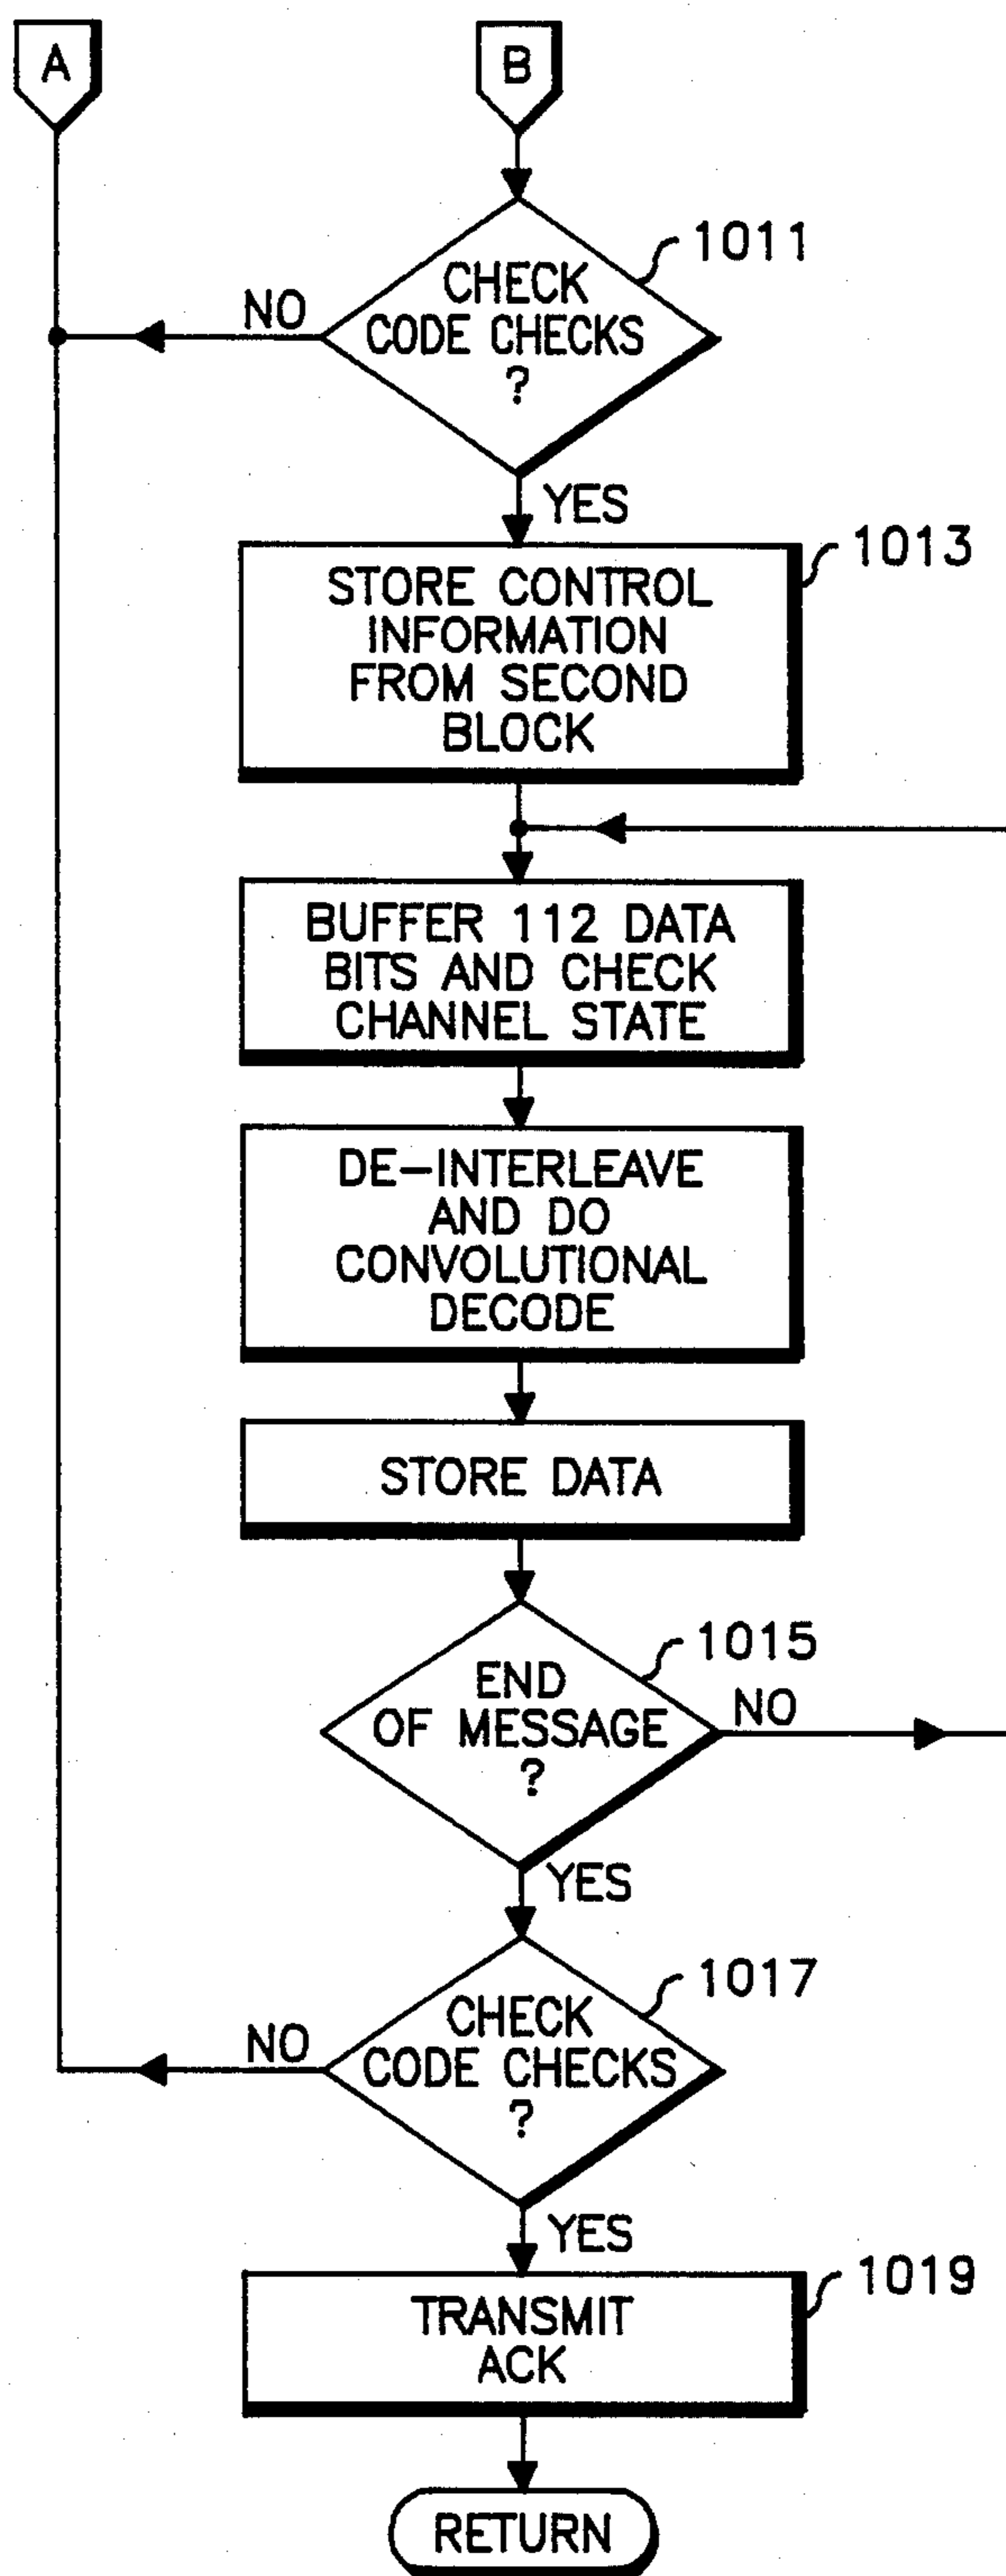 A
B
1011
CHECK
CODE CHECKS
?
NO
YES
1013
STORE CONTROL
INFORMATION
FROM SECOND
BLOCK
BUFFER 112 DATA
BITS AND CHECK
CHANNEL STATE
DE-INTERLEAVE
AND DO
CONVOLUTIONAL
DECODE
STORE DATA
1015
END
OF MESSAGE
?
NO
YES
1017
CHECK
CODE CHECKS
?
NO
YES
1019
TRANSMIT
ACK
RETURN